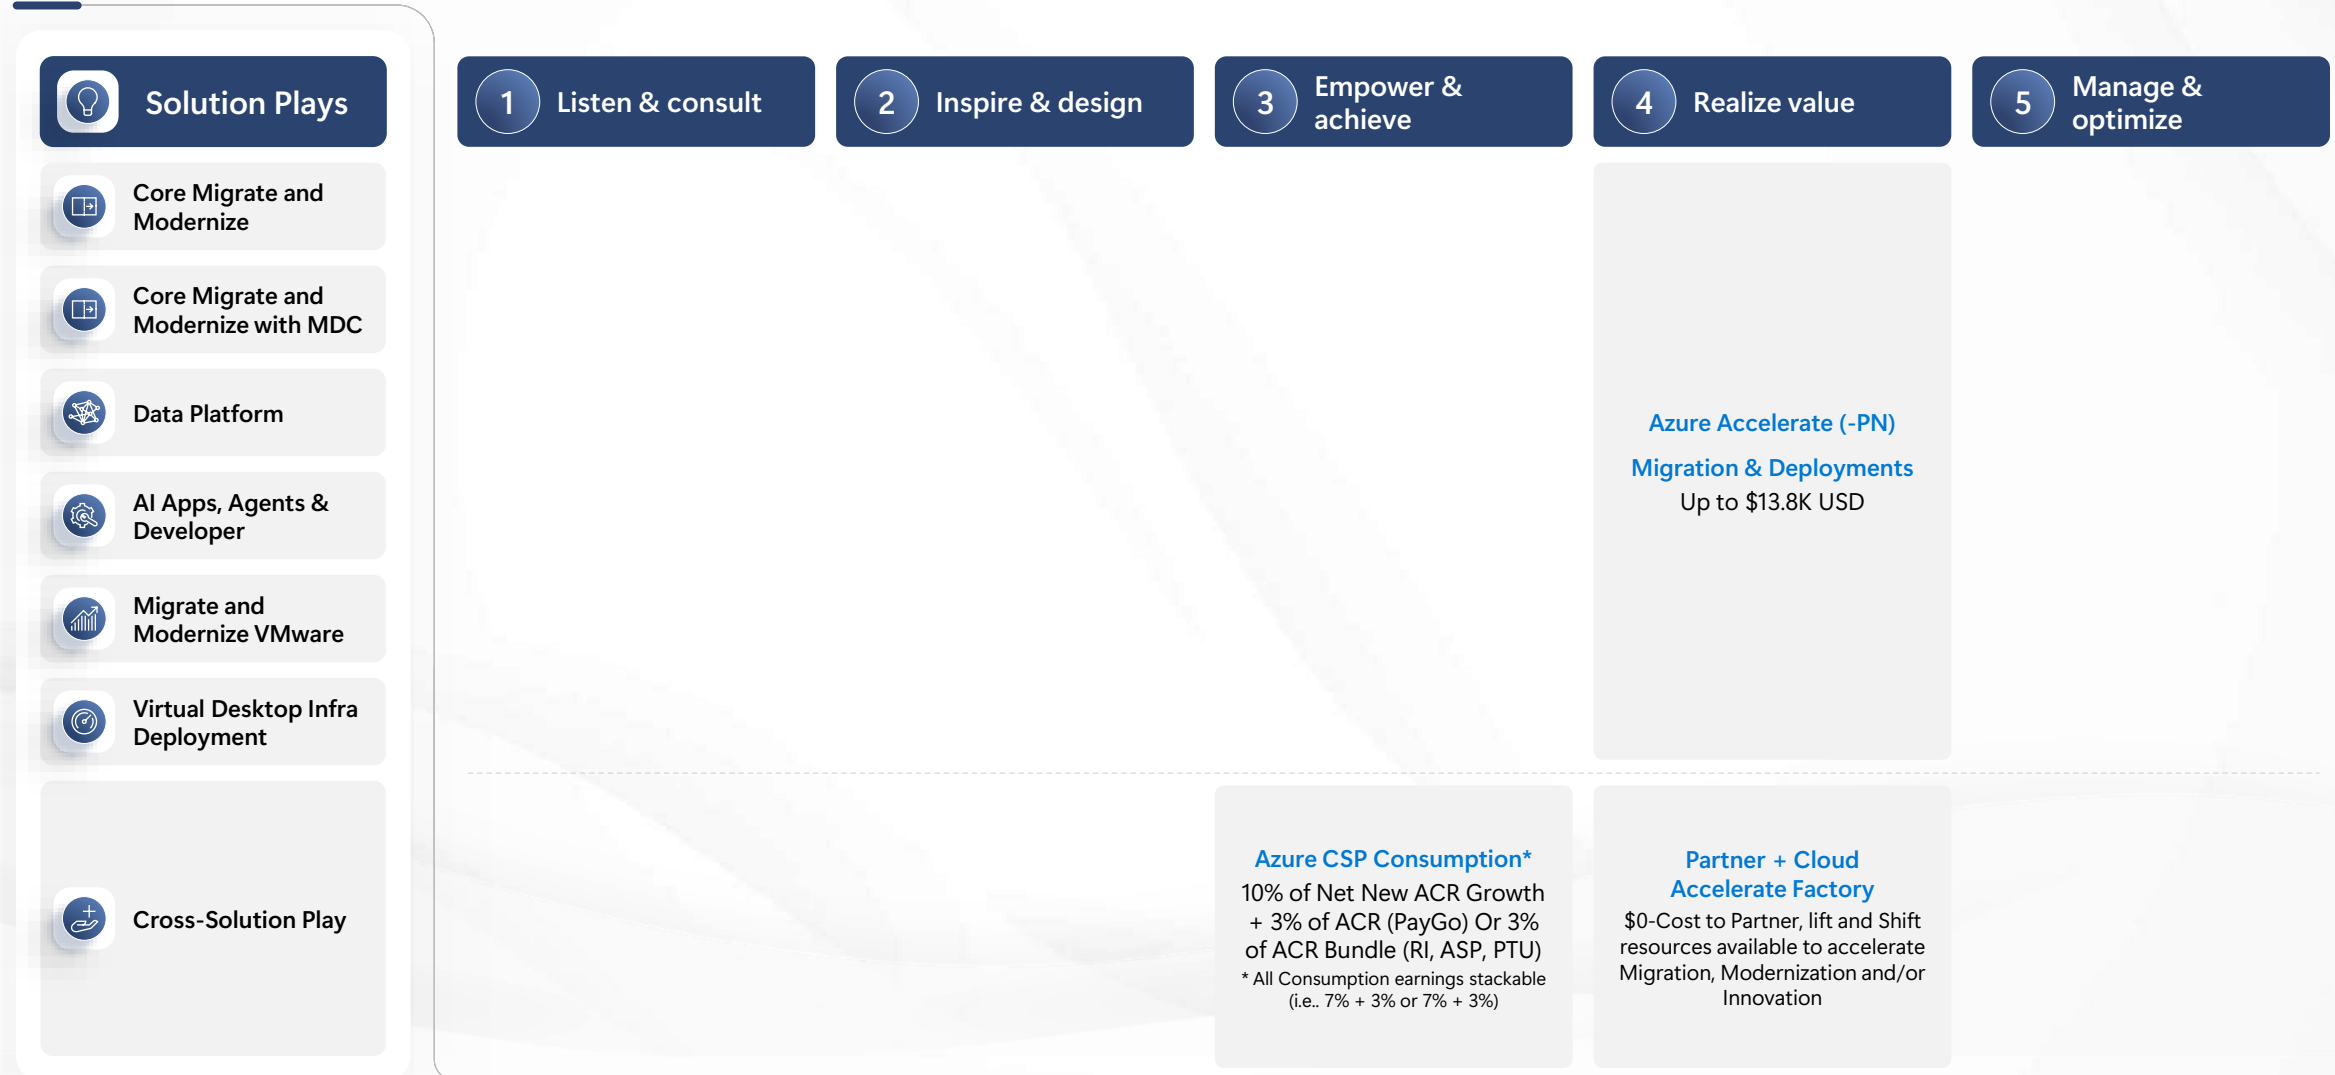 Solution Plays
1
Listen & consult
2
Inspire & design
3
Empower &
achieve
4
Realize value
5
Manage &
optimize
Core Migrate and
Modernize
Core Migrate and
Modernize with MDC
Data Platform
AI Apps, Agents &
Developer
Migrate and
Modernize VMware
Virtual Desktop Infra
Deployment
Azure Accelerate (-PN)
Migration & Deployments
Up to $13.8K USD
Cross-Solution Play
Azure CSP Consumption*
10% of Net New ACR Growth
+ 3% of ACR (PayGo) Or 3%
of ACR Bundle (RI, ASP, PTU)
* All Consumption earnings stackable
(i.e.. 7% + 3% or 7% + 3%)
Partner + Cloud
Accelerate Factory
$0-Cost to Partner, lift and Shift
resources available to accelerate
Migration, Modernization and/or
Innovation